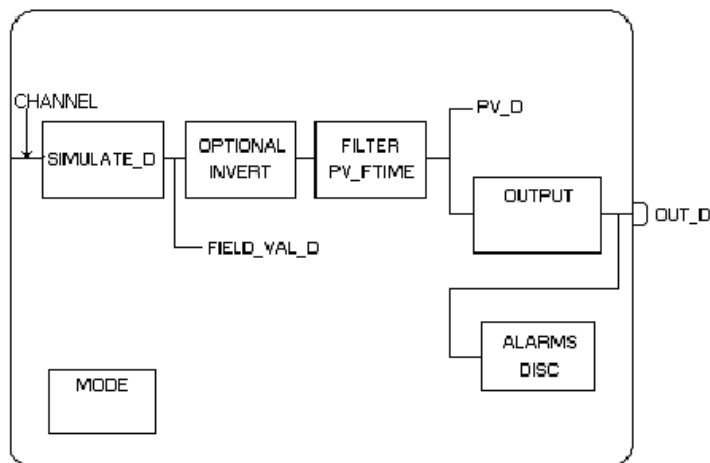 CHANNEL
SIMULATE_D
OPTIONAL
INVERT
FILTER
PV_FTIME
PV_D
OUTPUT
OUT_D
FIELD_VAL_D
ALARMS
DISC
MODE